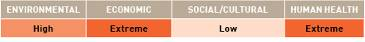 ENVIRONMENTAL ECONOMIC SOCIAL/CULTURAL HUMAN HEALTH
High Extreme Low Extreme